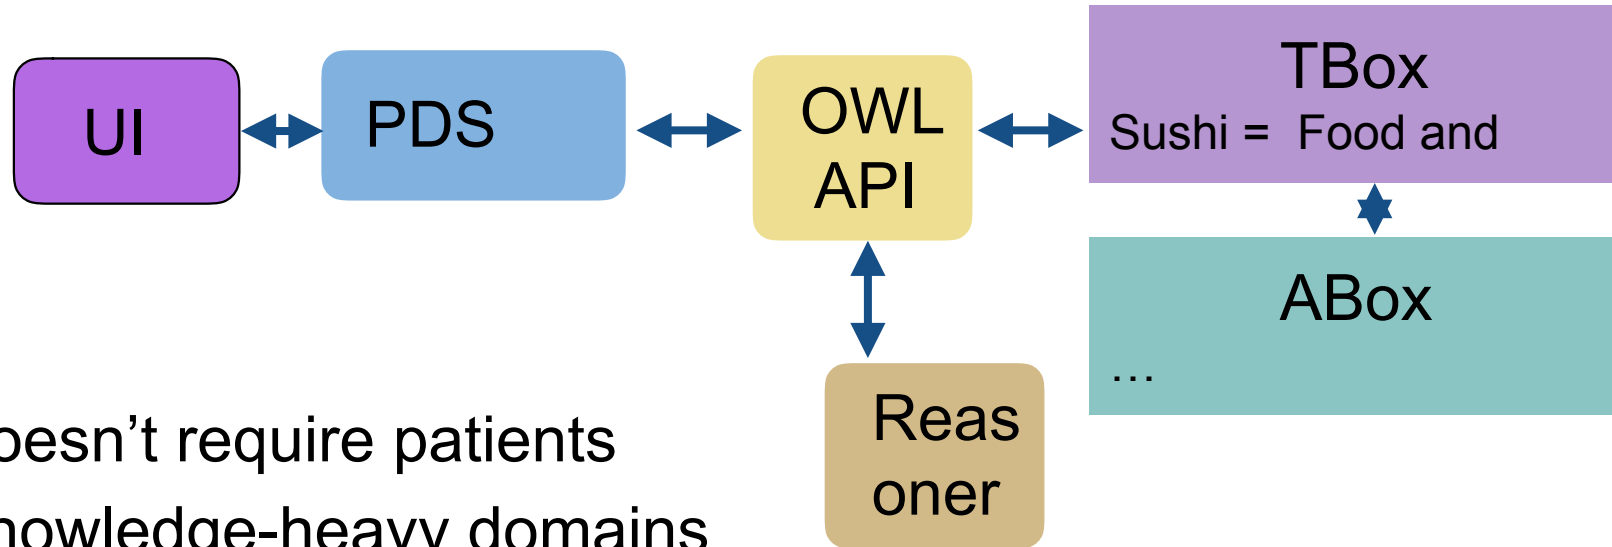 UI
PDS
OWL
API
TBox
Sushi = Food and
ABox
…
Reas
oner
oesn’t require patients
nowledge-heavy domains